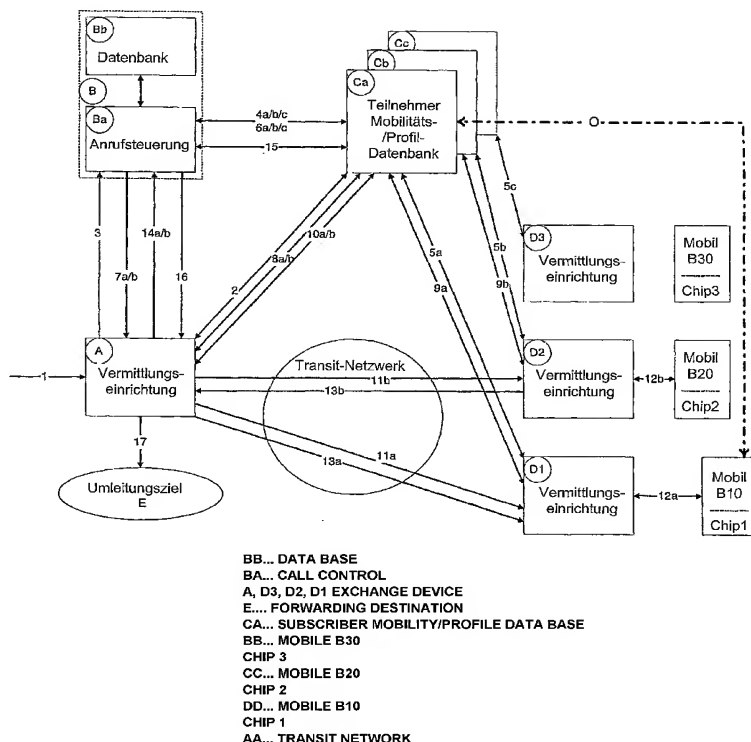 Bb
Datenbank
B
Ba
Anrufsteuerung
Cc
Cb
Ca
Teilnehmer
Mobilitäts-
/Profil-
Datenbank
4a/b/c
6a/b/c
15
O
3
7a/b
14a/b
16
2
8a/b
10a/b
5a
9a
5c
5b
9b
D3
Vermittlungs-
einrichtung
Mobil
B30
Chip3
1
A
Vermittlungs-
einrichtung
Transit-Netzwerk
11b
13b
D2
Vermittlungs-
einrichtung
12b
Mobil
B20
Chip2
17
11a
13a
Umleitungsziel
E
D1
Vermittlungs-
einrichtung
12a
Mobil
B10
Chip1
BB... DATA BASE
BA... CALL CONTROL
A, D3, D2, D1 EXCHANGE DEVICE
E.... FORWARDING DESTINATION
CA... SUBSCRIBER MOBILITY/PROFILE DATA BASE
BB... MOBILE B30
CHIP 3
CC... MOBILE B20
CHIP 2
DD... MOBILE B10
CHIP 1
AA... TRANSIT NETWORK